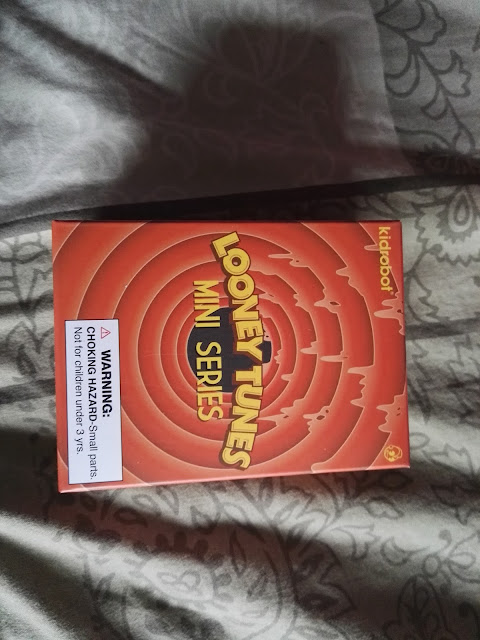 kidrobot
LOONEY TUNES
MINI SERIES
WARNING:
CHOKING HAZARD-Small parts.
Not for children under 3 yrs.